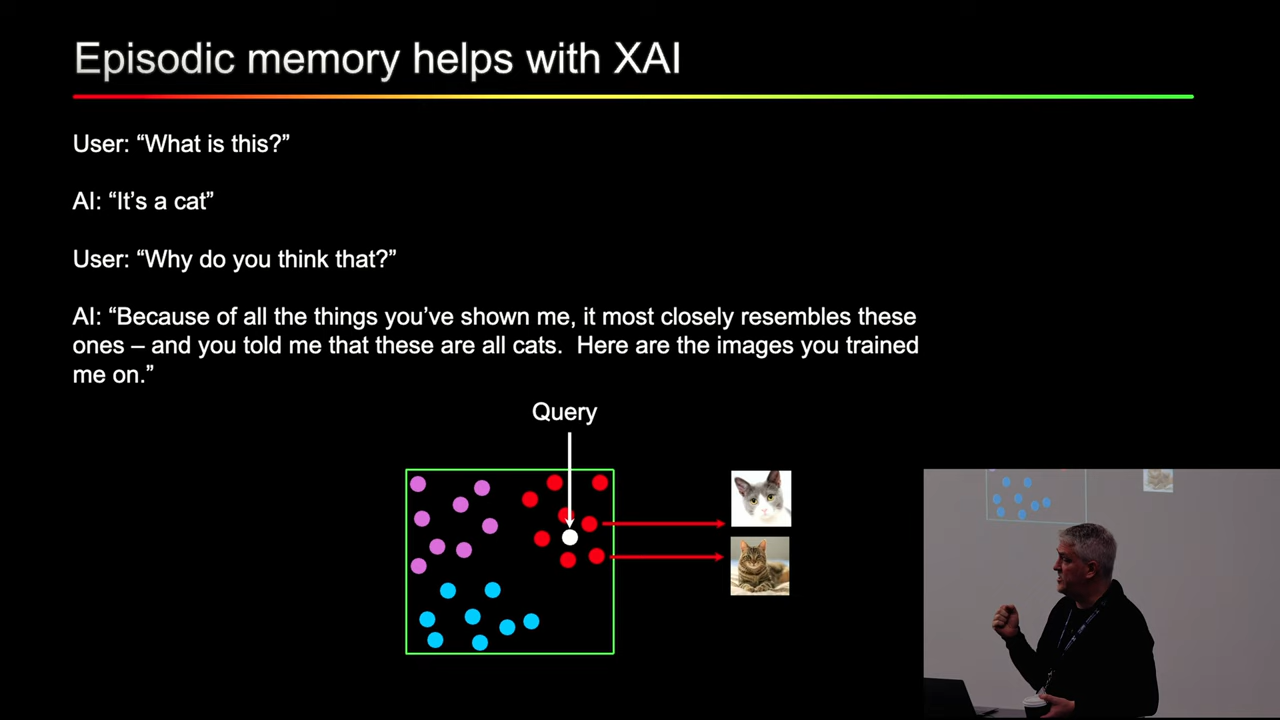 Episodic memory helps with XAI
User: “What is this?”
AI: “It’s a cat”
User: “Why do you think that?”
AI: “Because of all the things you’ve shown me, it most closely resembles these
ones – and you told me that these are all cats.  Here are the images you trained
me on.”
Query